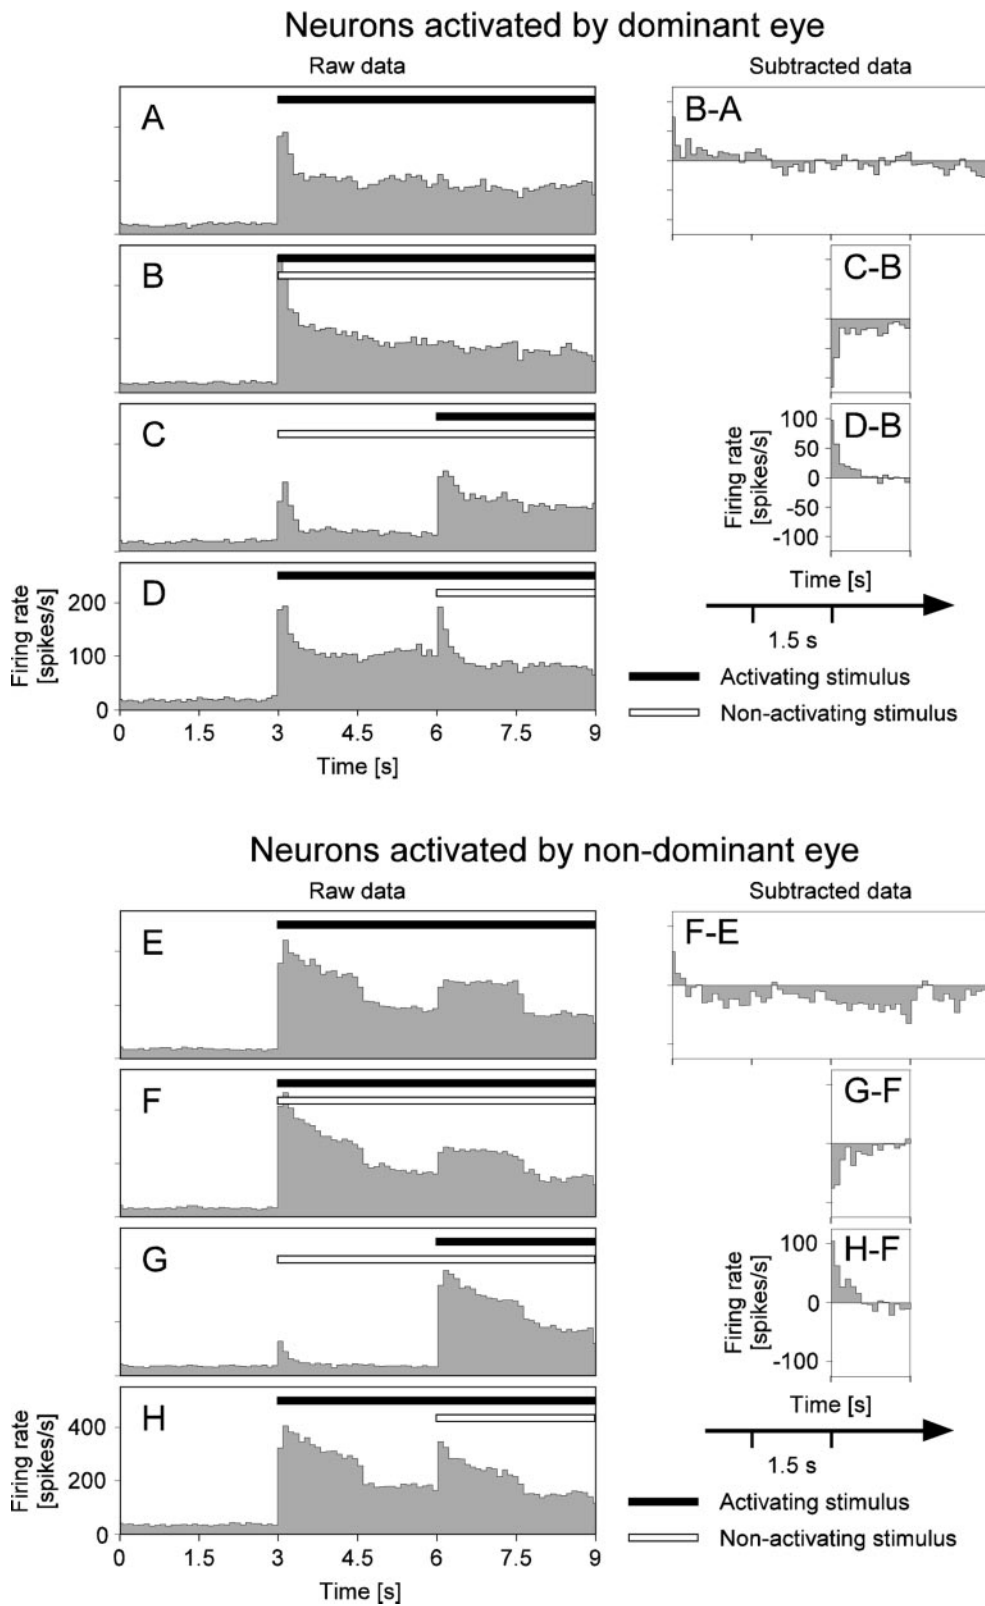 Neurons activated by dominant eye
Raw data
Subtracted data
A
B-A
B
C-B
C
D-B
Firing rate
[spikes/s]
100
50
0
-50
-100
D
Firing rate
[spikes/s]
200
100
0
0
1.5
3
4.5
6
7.5
9
Time [s]
Time [s]
1.5 s
Activating stimulus
Non-activating stimulus
Neurons activated by non-dominant eye
Raw data
Subtracted data
E
F-E
F
G-F
G
H-F
Firing rate
[spikes/s]
100
0
-100
H
Firing rate
[spikes/s]
400
200
0
0
1.5
3
4.5
6
7.5
9
Time [s]
Time [s]
1.5 s
Activating stimulus
Non-activating stimulus